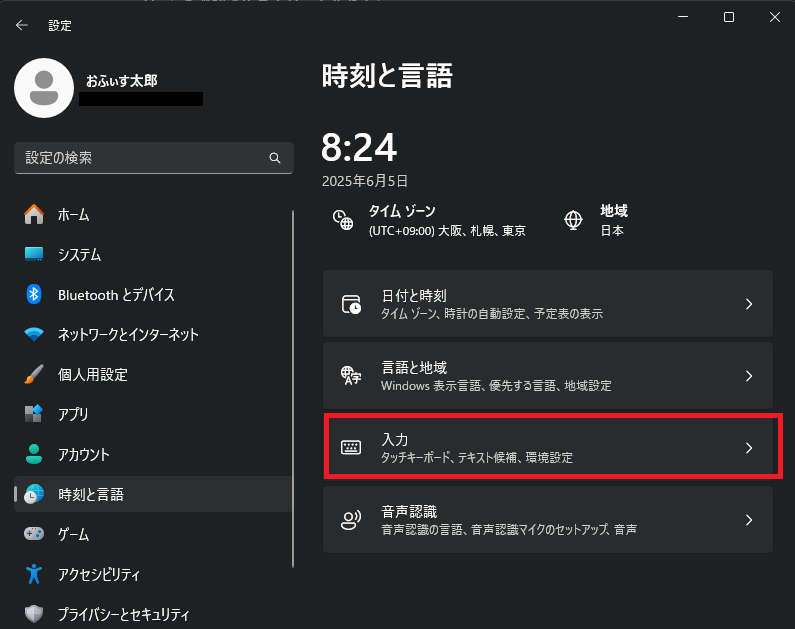 設定
おふぃす太郎
設定の検索
ホーム
システム
Bluetooth とデバイス
ネットワークとインターネット
個人用設定
アプリ
アカウント
時刻と言語
ゲーム
アクセシビリティ
プライバシーとセキュリティ
時刻と言語
8:24
2025年6月5日
タイム ゾーン
(UTC+09:00) 大阪、札幌、東京
地域
日本
日付と時刻
タイム ゾーン、時計の自動設定、予定表の表示
言語と地域
Windows 表示言語、優先する言語、地域設定
入力
タッチキーボード、テキスト候補、環境設定
音声認識
音声認識の言語、音声認識マイクのセットアップ、音声